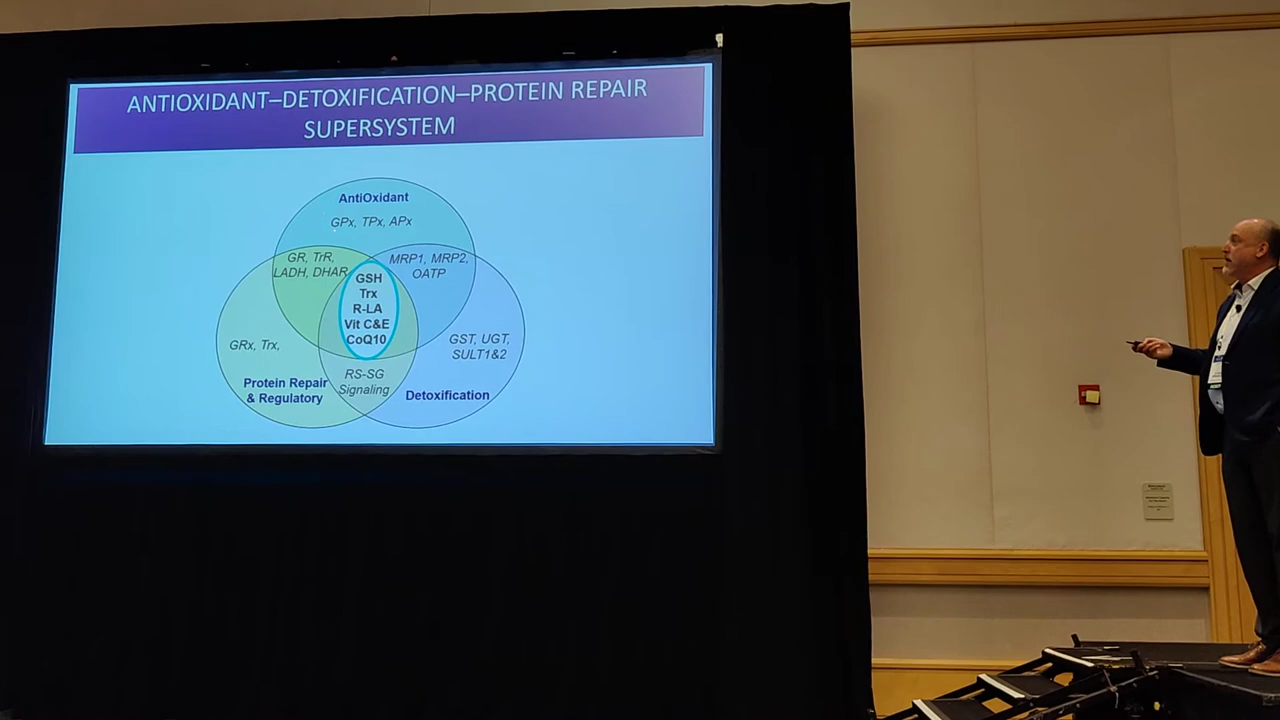 ANTIOXIDANT–DETOXIFICATION–PROTEIN REPAIR
SUPERSYSTEM
AntiOxidant
GPx, TPx, APx
GR, TrR,
LADH, DHAR
MRP1, MRP2,
OATP
GSH
Trx
R-LA
Vit C&E
CoQ10
GRx, Trx,
GST, UGT,
SULT1&2
Protein Repair
& Regulatory
RS-SG
Signaling
Detoxification